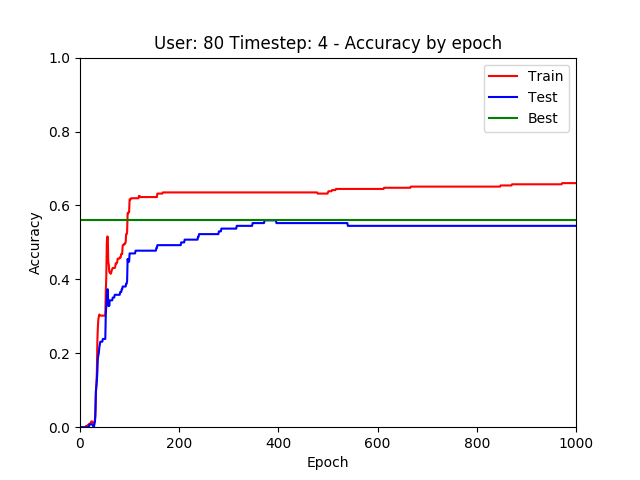 User: 80 Timestep: 4 - Accuracy by epoch
1.0
0.8
0.6
0.4
0.2
0.0
Accuracy
Train
Test
Best
0 200 400 600 800 1000
Epoch